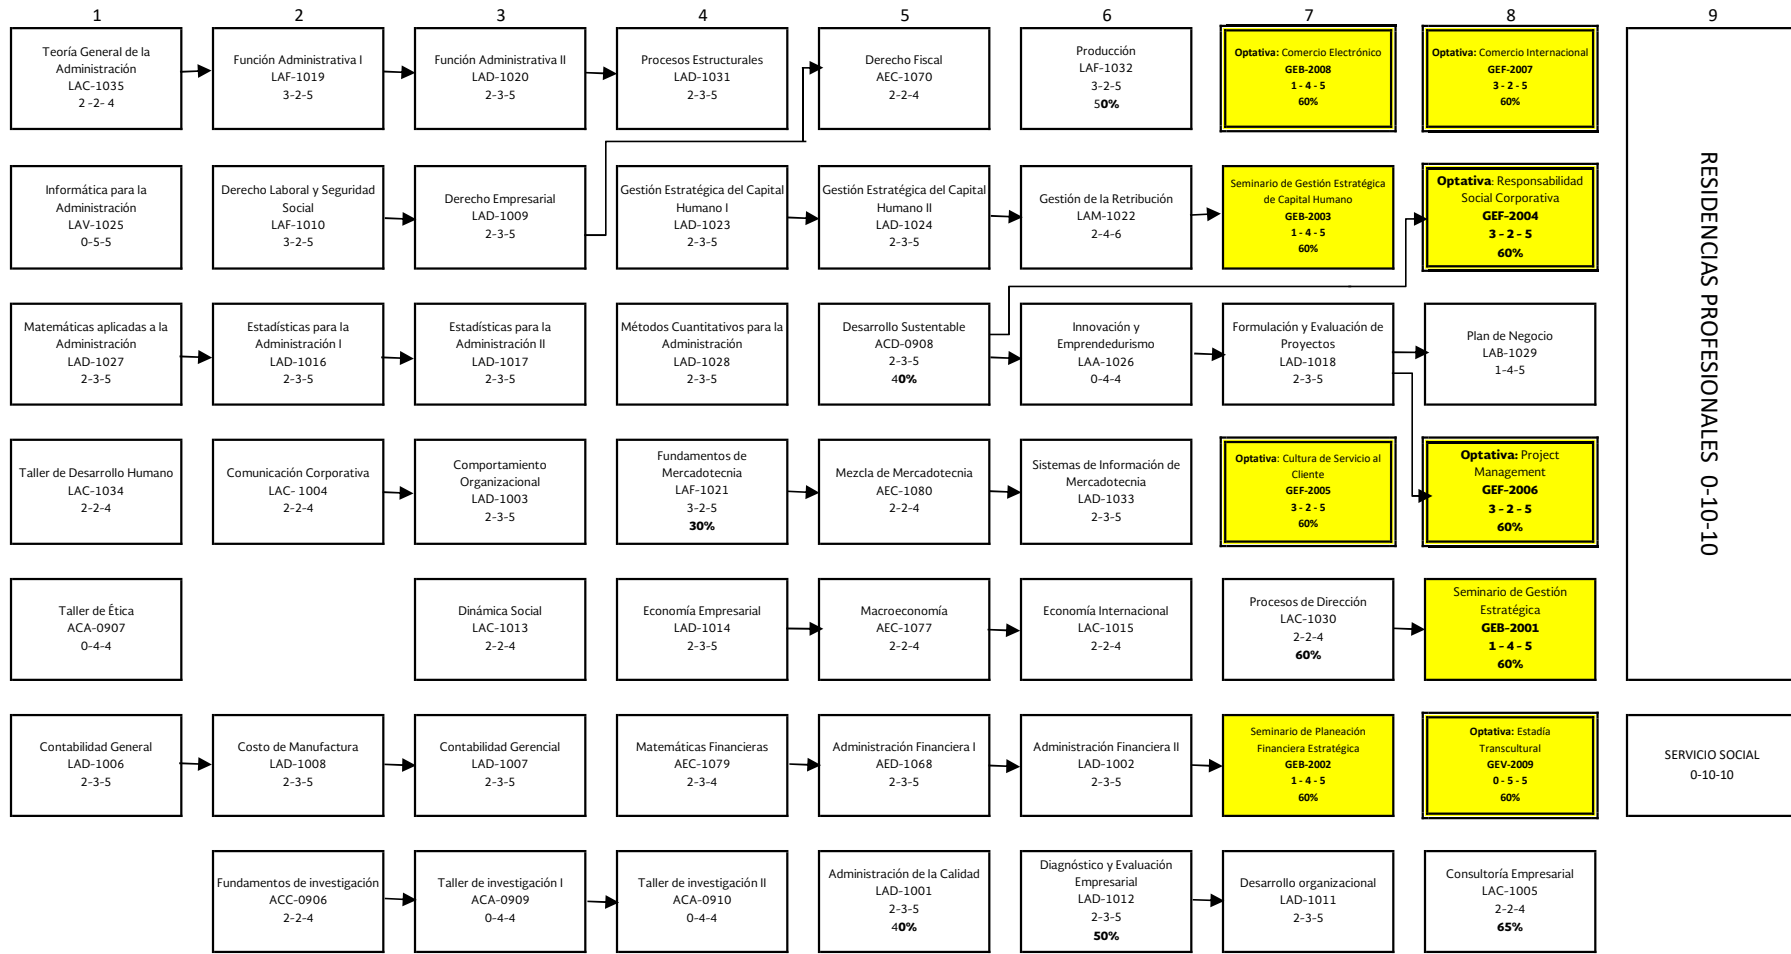 1
2
3
4
5
6
7
8
9
Teoría General de la
Administración
LAC-1035
2 -2- 4
Función Administrativa I
LAF-1019
3-2-5
Función Administrativa II
LAD-1020
2-3-5
Procesos Estructurales
LAD-1031
2-3-5
Derecho Fiscal
AEC-1070
2-2-4
Producción
LAF-1032
3-2-5
50%
Optativa: Comercio Electrónico
GEB-2008
1 - 4 - 5
60%
Optativa: Comercio Internacional
GEF-2007
3 - 2 - 5
60%
RESIDENCIAS PROFESIONALES 0-10-10
Informática para la
Administración
LAV-1025
0-5-5
Derecho Laboral y Seguridad
Social
LAF-1010
3-2-5
Derecho Empresarial
LAD-1009
2-3-5
Gestión Estratégica del Capital
Humano I
LAD-1023
2-3-5
Gestión Estratégica del Capital
Humano II
LAD-1024
2-3-5
Gestión de la Retribución
LAM-1022
2-4-6
Seminario de Gestión Estratégica
de Capital Humano
GEB-2003
1 - 4 - 5
60%
Optativa: Responsabilidad
Social Corporativa
GEF-2004
3 - 2 - 5
60%
Matemáticas aplicadas a la
Administración
LAD-1027
2-3-5
Estadísticas para la
Administración I
LAD-1016
2-3-5
Estadísticas para la
Administración II
LAD-1017
2-3-5
Métodos Cuantitativos para la
Administración
LAD-1028
2-3-5
Desarrollo Sustentable
ACD-0908
2-3-5
40%
Innovación y
Emprendedurismo
LAA-1026
0-4-4
Formulación y Evaluación de
Proyectos
LAD-1018
2-3-5
Plan de Negocio
LAB-1029
1-4-5
Taller de Desarrollo Humano
LAC-1034
2-2-4
Comunicación Corporativa
LAC- 1004
2-2-4
Comportamiento
Organizacional
LAD-1003
2-3-5
Fundamentos de
Mercadotecnia
LAF-1021
3-2-5
30%
Mezcla de Mercadotecnia
AEC-1080
2-2-4
Sistemas de Información de
Mercadotecnia
LAD-1033
2-3-5
Optativa: Cultura de Servicio al
Cliente
GEF-2005
3 - 2 - 5
60%
Optativa: Project
Management
GEF-2006
3 - 2 - 5
60%
Taller de Ética
ACA-0907
0-4-4
Dinámica Social
LAC-1013
2-2-4
Economía Empresarial
LAD-1014
2-3-5
Macroeconomía
AEC-1077
2-2-4
Economía Internacional
LAC-1015
2-2-4
Procesos de Dirección
LAC-1030
2-2-4
60%
Seminario de Gestión
Estratégica
GEB-2001
1 - 4 - 5
60%
Contabilidad General
LAD-1006
2-3-5
Costo de Manufactura
LAD-1008
2-3-5
Contabilidad Gerencial
LAD-1007
2-3-5
Matemáticas Financieras
AEC-1079
2-3-4
Administración Financiera I
AED-1068
2-3-5
Administración Financiera II
LAD-1002
2-3-5
Seminario de Planeación
Financiera Estratégica
GEB-2002
1 - 4 - 5
60%
Optativa: Estadía
Transcultural
GEV-2009
0 - 5 - 5
60%
SERVICIO SOCIAL
0-10-10
Fundamentos de investigación
ACC-0906
2-2-4
Taller de investigación I
ACA-0909
0-4-4
Taller de investigación II
ACA-0910
0-4-4
Administración de la Calidad
LAD-1001
2-3-5
40%
Diagnóstico y Evaluación
Empresarial
LAD-1012
2-3-5
50%
Desarrollo organizacional
LAD-1011
2-3-5
Consultoría Empresarial
LAC-1005
2-2-4
65%